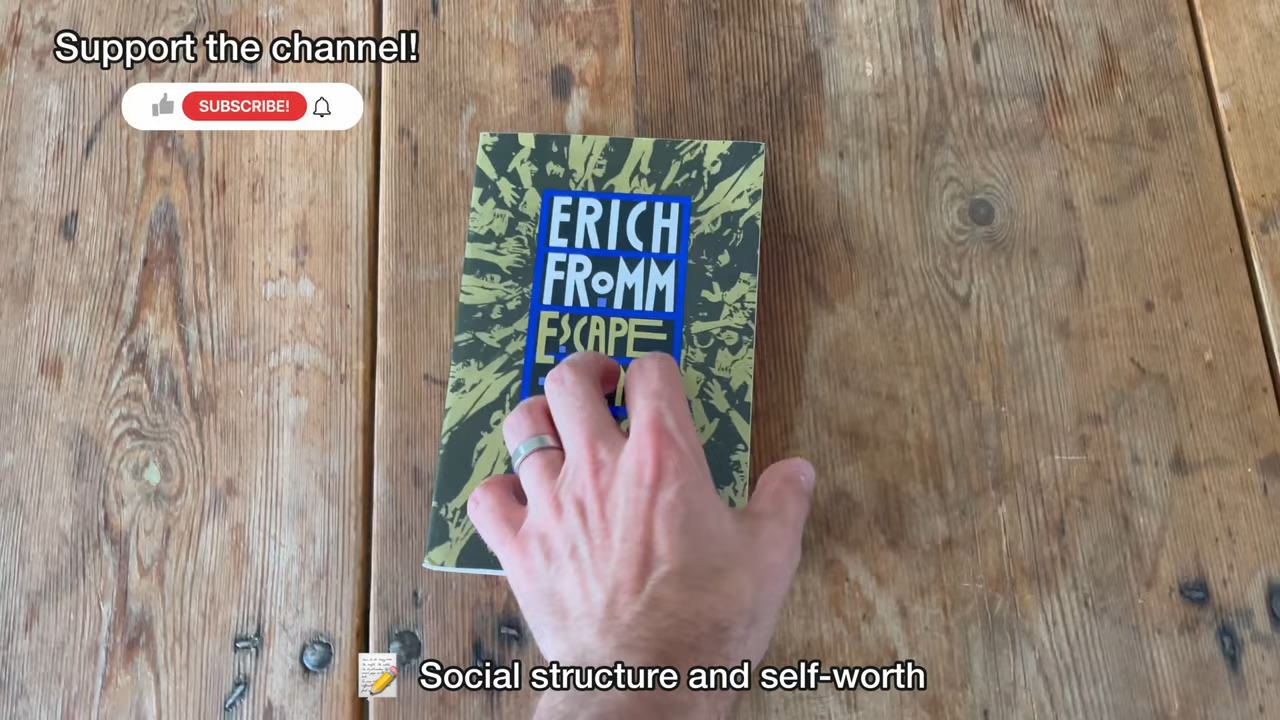 Support the channel!
SUBSCRIBE!
ERICH
FRoMM
ESCAPE
Social structure and self-worth